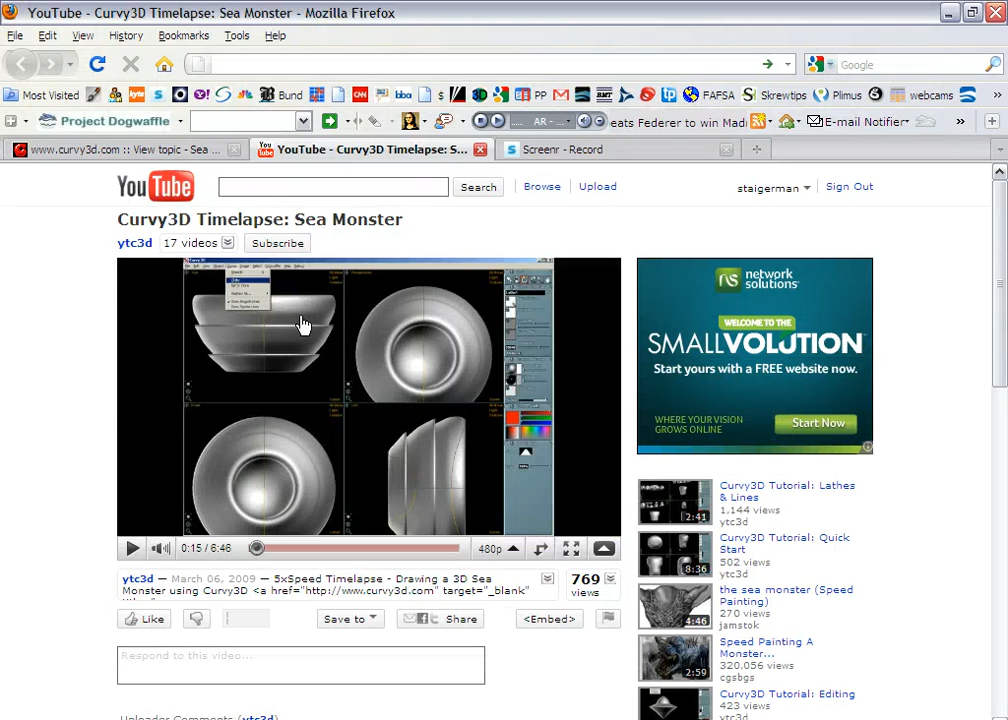 YouTube - Curvy3D Timelapse: Sea Monster - Mozilla Firefox
File Edit View History Bookmarks Tools Help
Google
Most Visited kyte Y! CNN Bund bba $ PP AMT FAFSA Skrewtips Plimus webcams »
Project Dogwaffle AR - eats Federer to win Mad E-mail Notifier »
www.curvy3d.com :: View topic - Sea ... YouTube - Curvy3D Timelapse: S... Screenr - Record
YouTube Search Browse Upload staigerman Sign Out
Curvy3D Timelapse: Sea Monster
ytc3d 17 videos Subscribe
network
solutions
WELCOME TO THE
SMALLVOLUTION
Start yours with a FREE website now.
WHERE YOUR VISION
GROWS ONLINE
Start Now
0:15 / 6:46 480p
ytc3d — March 06, 2009 — 5xSpeed Timelapse - Drawing a 3D Sea
Monster using Curvy3D <a href="http://www.curvy3d.com" target="_blank"
769
views
Like Save to Share <Embed>
Respond to this video...
Uploader Comments (ytc3d)
Curvy3D Tutorial: Lathes
& Lines
1,144 views
ytc3d
2:41
Curvy3D Tutorial: Quick
Start
502 views
ytc3d
8:36
the sea monster (Speed
Painting)
270 views
jamstok
4:46
Speed Painting A
Monster...
320,056 views
cgsbgs
2:59
Curvy3D Tutorial: Editing
423 views
ytc3d